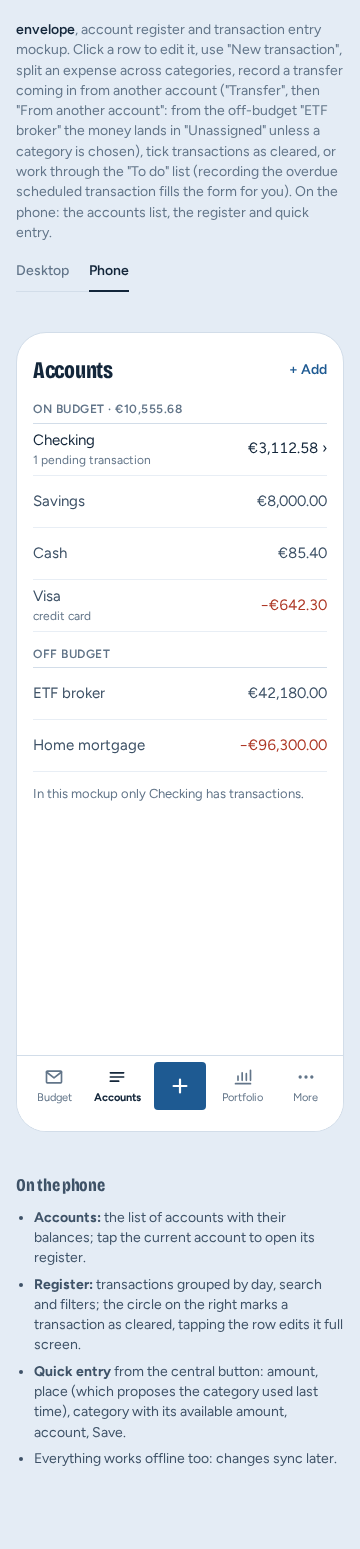 envelope, account register and transaction entry
mockup. Click a row to edit it, use "New transaction",
split an expense across categories, record a transfer
coming in from another account ("Transfer", then
"From another account": from the off-budget "ETF
broker" the money lands in "Unassigned" unless a
category is chosen), tick transactions as cleared, or
work through the "To do" list (recording the overdue
scheduled transaction fills the form for you). On the
phone: the accounts list, the register and quick
entry.
Desktop Phone
Accounts + Add
ON BUDGET · €10,555.68
Checking €3,112.58 ›
1 pending transaction
Savings €8,000.00
Cash €85.40
Visa −€642.30
credit card
OFF BUDGET
ETF broker €42,180.00
Home mortgage −€96,300.00
In this mockup only Checking has transactions.
Budget Accounts + Portfolio More
On the phone
• Accounts: the list of accounts with their
balances; tap the current account to open its
register.
• Register: transactions grouped by day, search
and filters; the circle on the right marks a
transaction as cleared, tapping the row edits it full
screen.
• Quick entry from the central button: amount,
place (which proposes the category used last
time), category with its available amount,
account, Save.
• Everything works offline too: changes sync later.